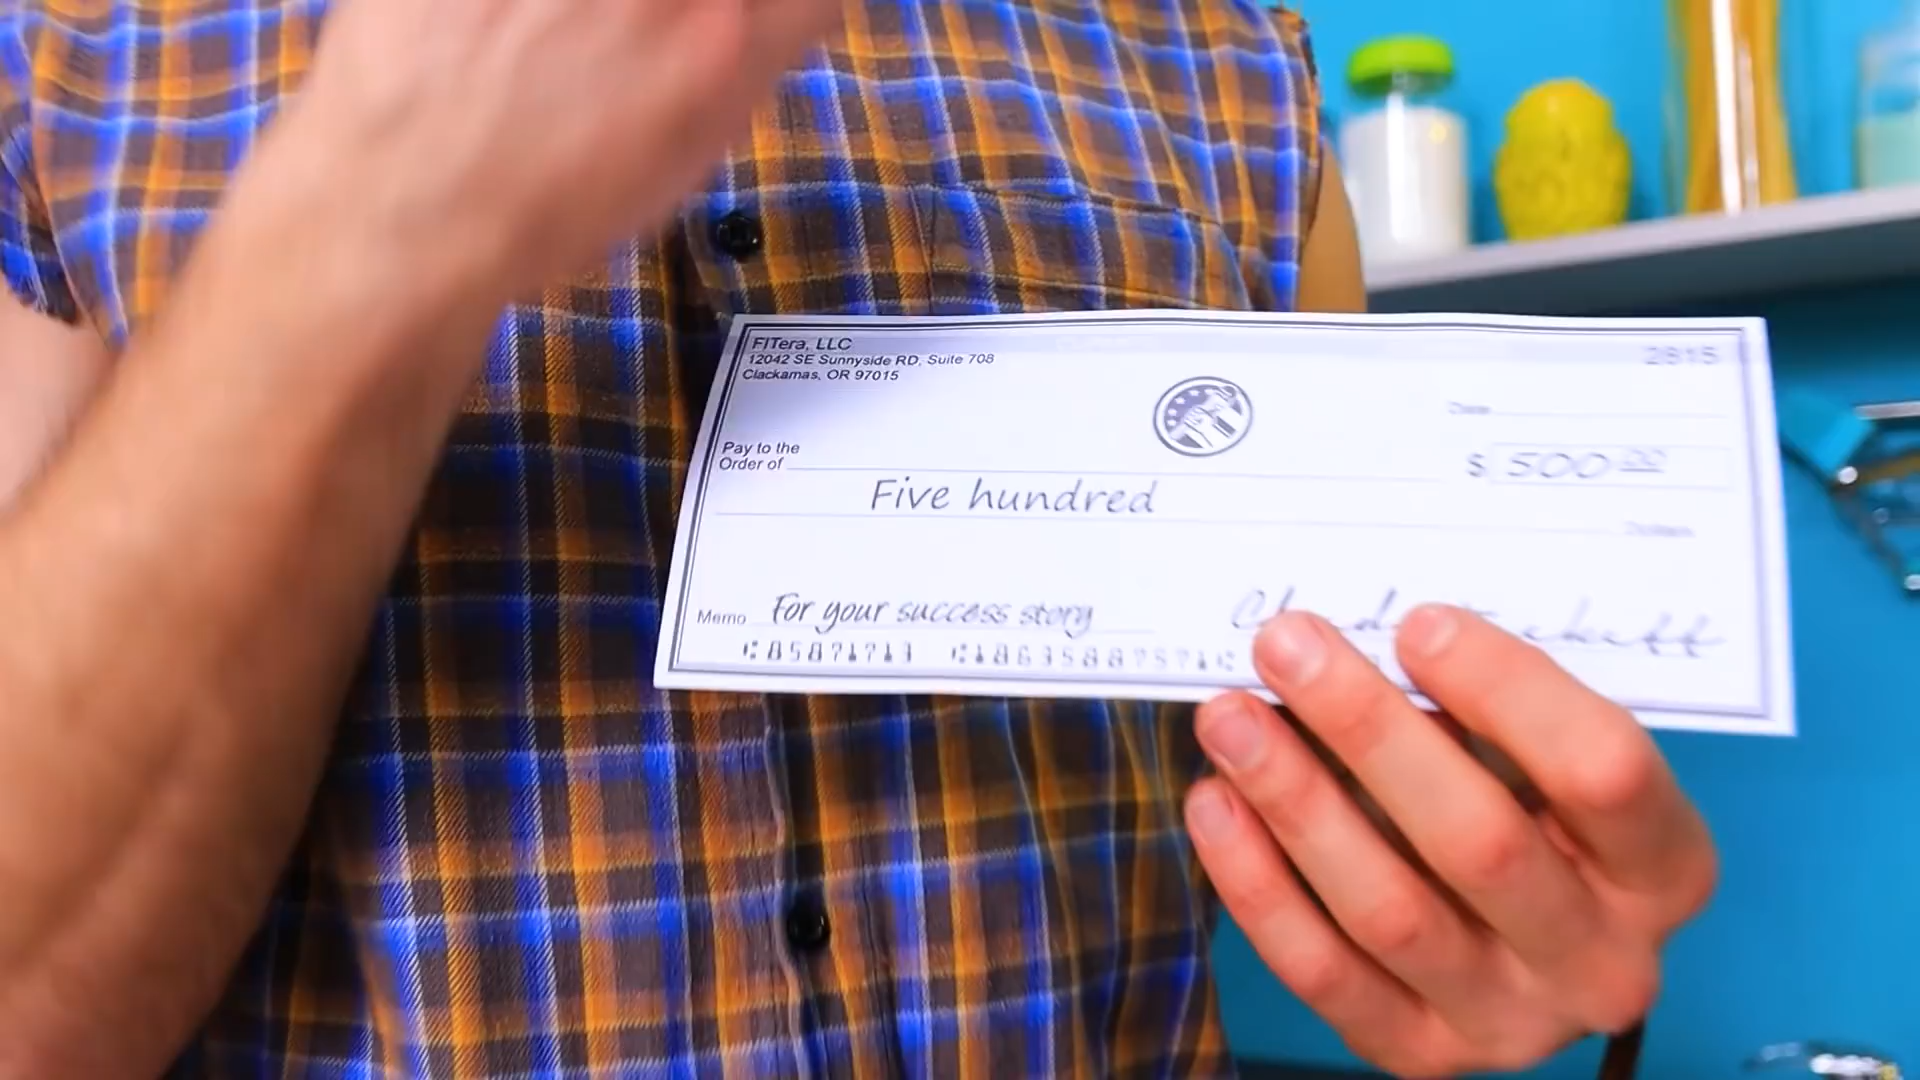 FITera, LLC
12042 SE Sunnyside RD, Suite 708
Clackamas, OR 97015
2815
Date
Pay to the
Order of
$ 500.00
Five hundred
Dollars
Memo For your success story